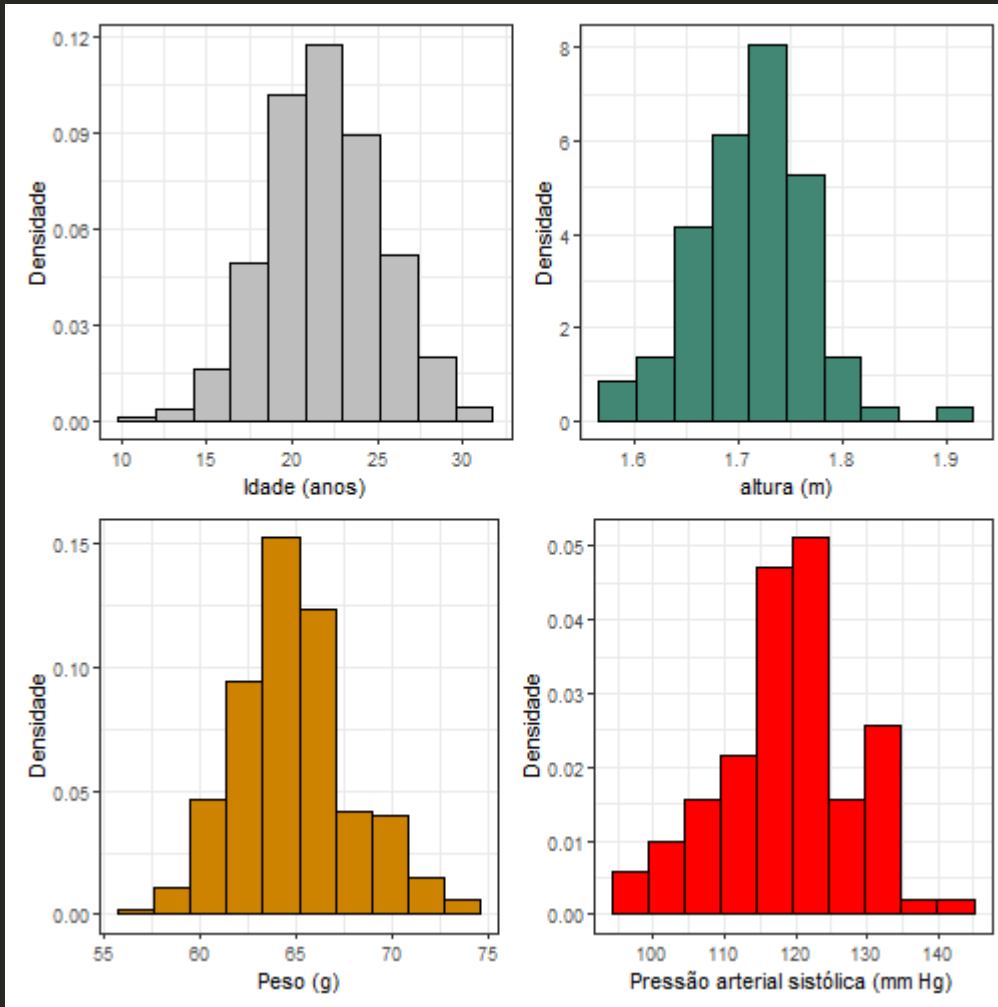 0.12
0.09
0.06
0.03
0.00
Densidade
10 15 20 25 30
Idade (anos)
8
6
4
2
0
Densidade
1.6 1.7 1.8 1.9
altura (m)
0.15
0.10
0.05
0.00
Densidade
55 60 65 70 75
Peso (g)
0.05
0.04
0.03
0.02
0.01
0.00
Densidade
100 110 120 130 140
Pressão arterial sistólica (mm Hg)